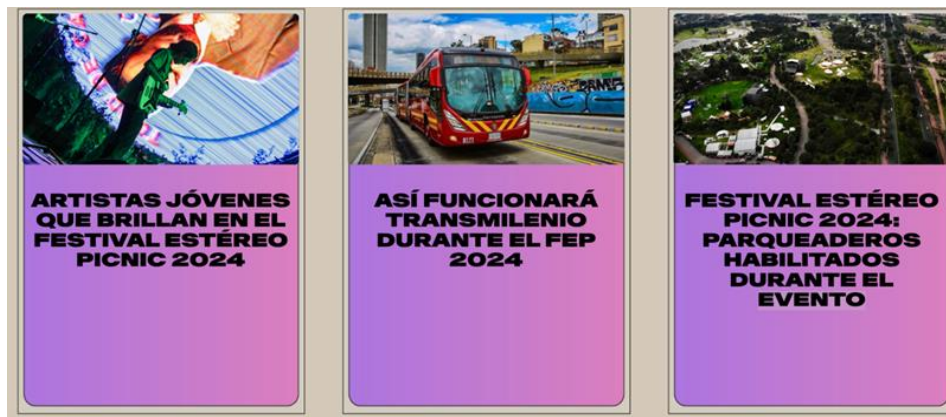 ARTISTAS JÓVENES
QUE BRILLAN EN EL
FESTIVAL ESTÉREO
PICNIC 2024
ASÍ FUNCIONARÁ
TRANSMILENIO
DURANTE EL FEP
2024
FESTIVAL ESTÉREO
PICNIC 2024:
PARQUEADEROS
HABILITADOS
DURANTE EL
EVENTO